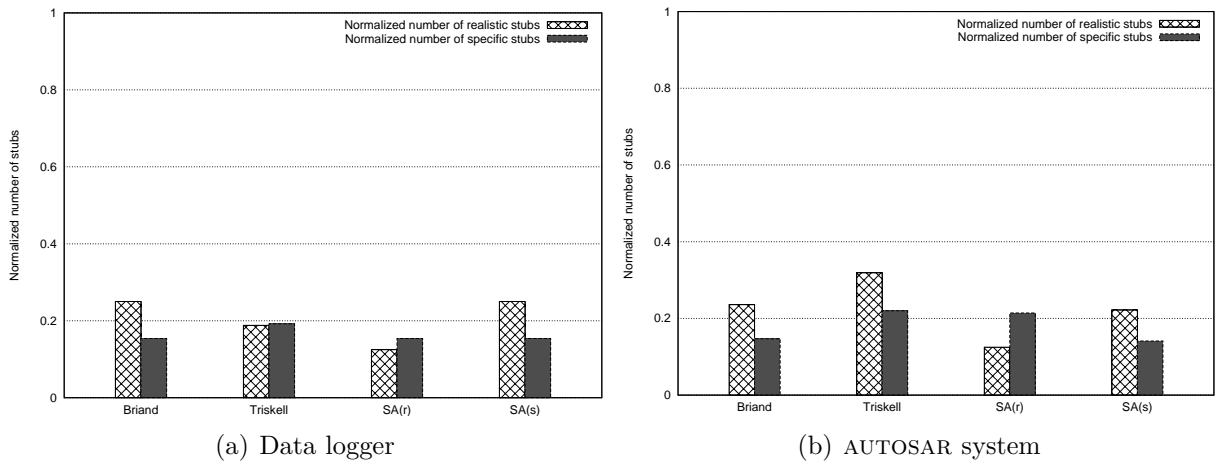 Normalized number of realistic stubs
Normalized number of specific stubs
1
0.8
0.6
0.4
0.2
0
Normalized number of stubs
Briand Triskell SA(r) SA(s)
(a) Data logger
Normalized number of realistic stubs
Normalized number of specific stubs
1
0.8
0.6
0.4
0.2
0
Normalized number of stubs
Briand Triskell SA(r) SA(s)
(b) AUTOSAR system